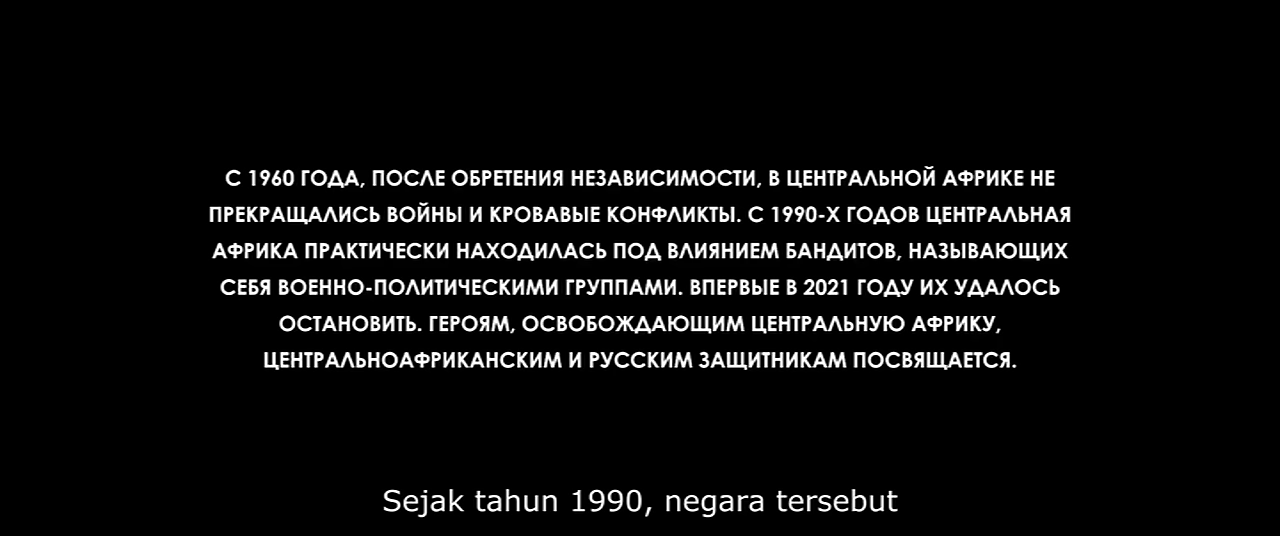 С 1960 ГОДА, ПОСЛЕ ОБРЕТЕНИЯ НЕЗАВИСИМОСТИ, В ЦЕНТРАЛЬНОЙ АФРИКЕ НЕ
ПРЕКРАЩАЛИСЬ ВОЙНЫ И КРОВАВЫЕ КОНФЛИКТЫ. С 1990-Х ГОДОВ ЦЕНТРАЛЬНАЯ
АФРИКА ПРАКТИЧЕСКИ НАХОДИЛАСЬ ПОД ВЛИЯНИЕМ БАНДИТОВ, НАЗЫВАЮЩИХ
СЕБЯ ВОЕННО-ПОЛИТИЧЕСКИМИ ГРУППАМИ. ВПЕРВЫЕ В 2021 ГОДУ ИХ УДАЛОСЬ
ОСТАНОВИТЬ. ГЕРОЯМ, ОСВОБОЖДАЮЩИМ ЦЕНТРАЛЬНУЮ АФРИКУ,
ЦЕНТРАЛЬНОАФРИКАНСКИМ И РУССКИМ ЗАЩИТНИКАМ ПОСВЯЩАЕТСЯ.
Sejak tahun 1990, negara tersebut